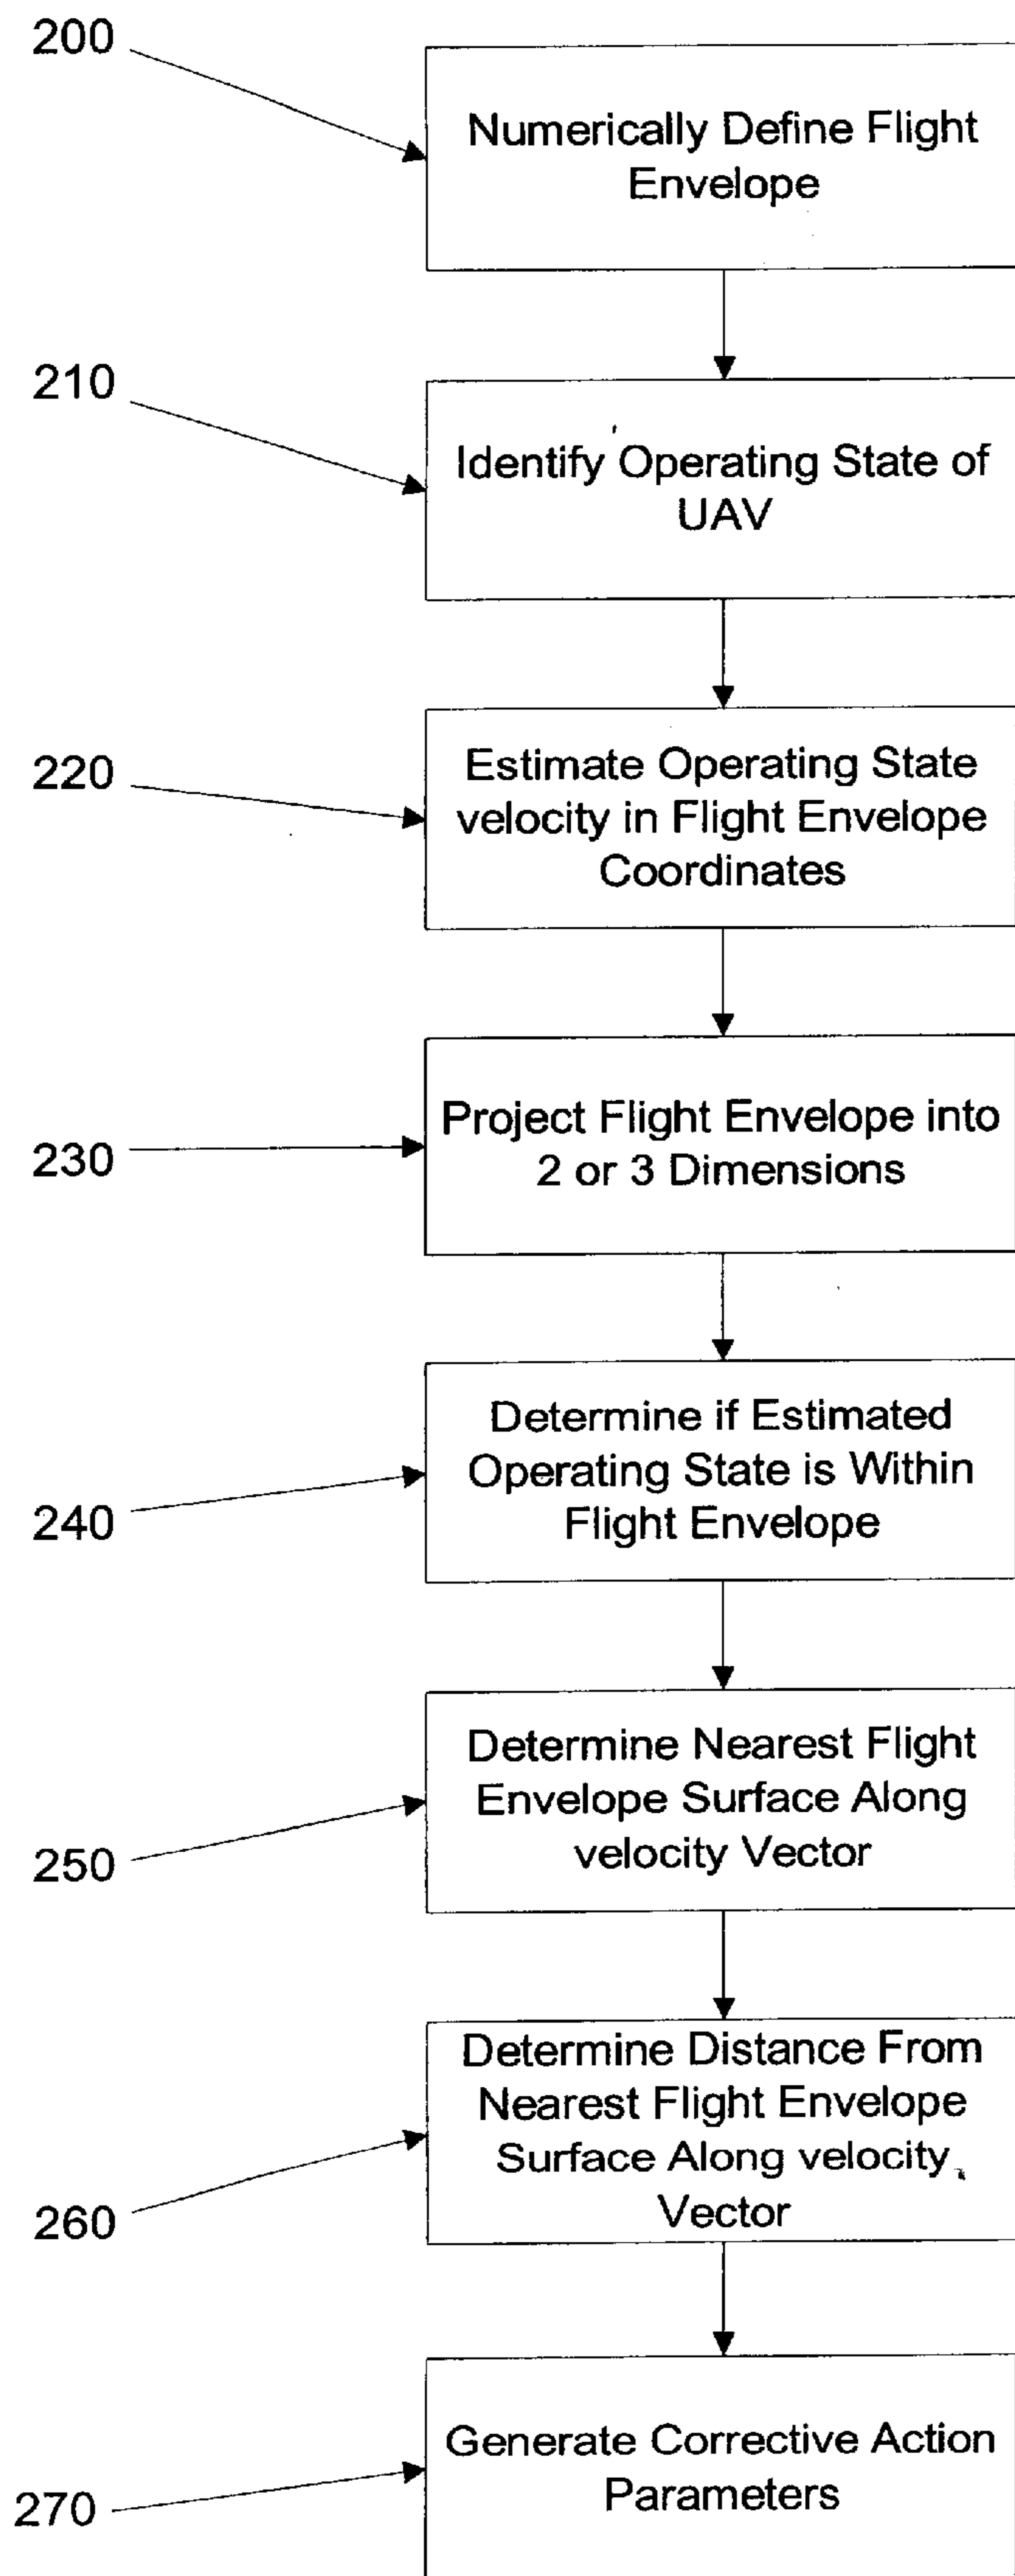 200
Numerically Define Flight
Envelope
210
Identify Operating State of
UAV
220
Estimate Operating State
velocity in Flight Envelope
Coordinates
230
Project Flight Envelope into
2 or 3 Dimensions
240
Determine if Estimated
Operating State is Within
Flight Envelope
250
Determine Nearest Flight
Envelope Surface Along
velocity Vector
260
Determine Distance From
Nearest Flight Envelope
Surface Along velocity
Vector
270
Generate Corrective Action
Parameters